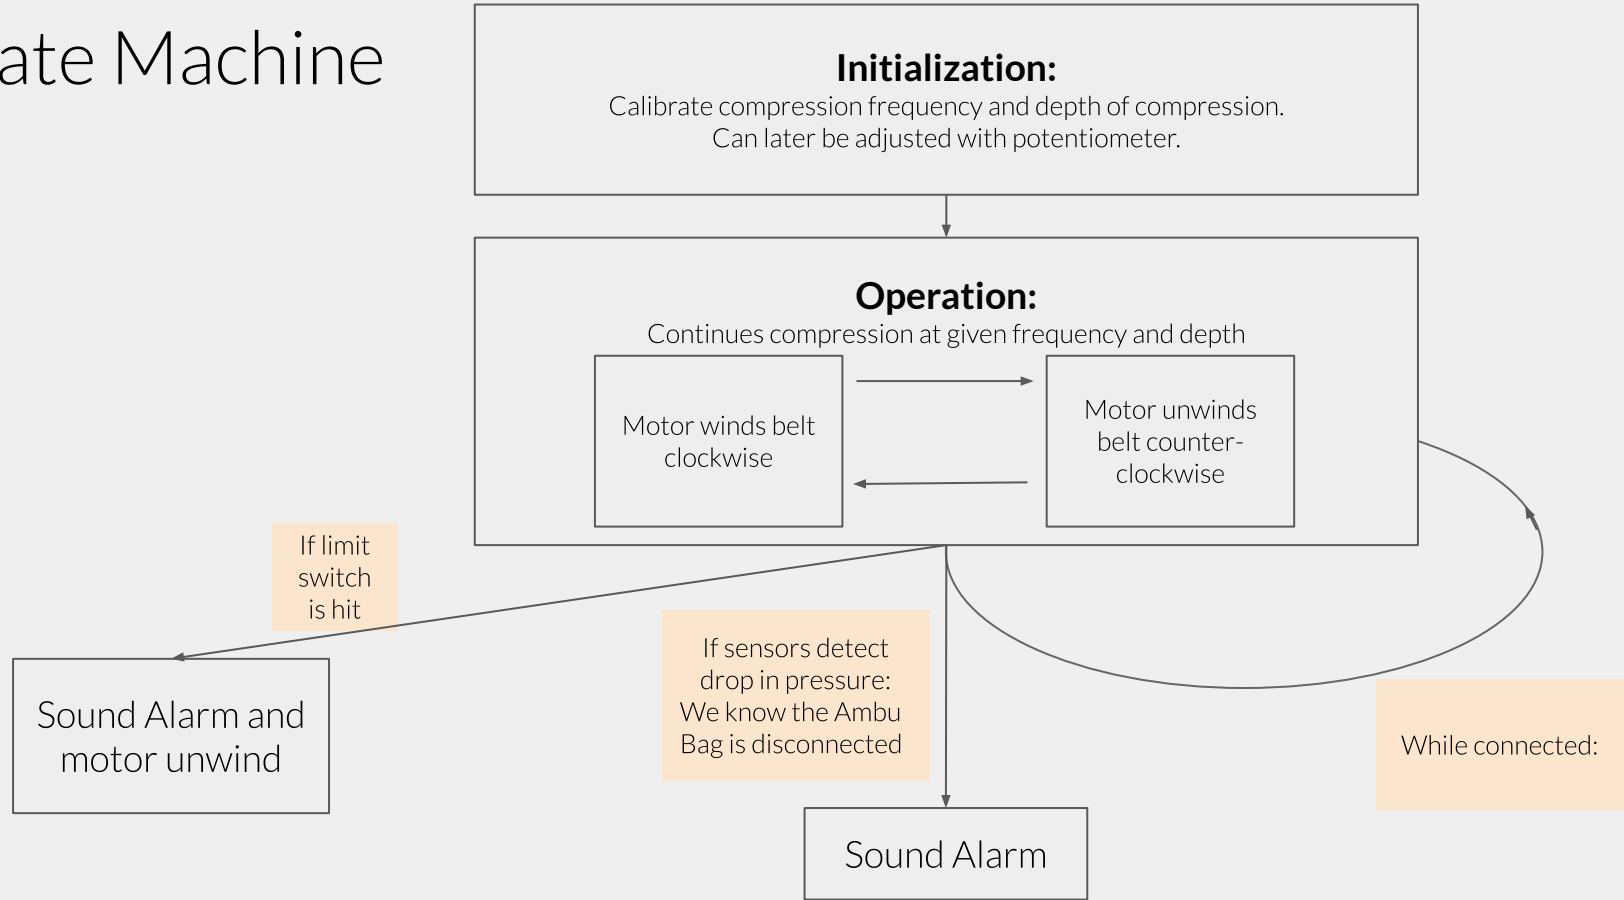 ate Machine
Initialization:
Calibrate compression frequency and depth of compression.
Can later be adjusted with potentiometer.
Operation:
Continues compression at given frequency and depth
Motor winds belt
clockwise
Motor unwinds
belt counter-
clockwise
If limit
switch
is hit
Sound Alarm and
motor unwind
If sensors detect
drop in pressure:
We know the Ambu
Bag is disconnected
While connected:
Sound Alarm